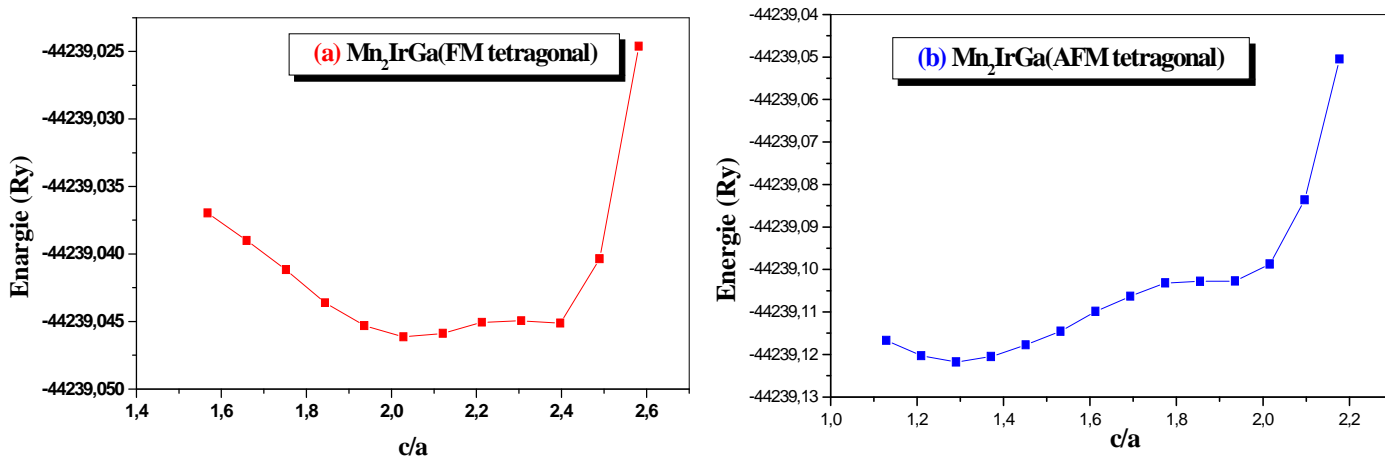 -44239,025
-44239,030
-44239,035
-44239,040
-44239,045
-44239,050
Enargie (Ry)
(a) Mn₂IrGa(FM tetragonal)
1,4 1,6 1,8 2,0 2,2 2,4 2,6
c/a
-44239,04
-44239,05
-44239,06
-44239,07
-44239,08
-44239,09
-44239,10
-44239,11
-44239,12
-44239,13
Energie (Ry)
(b) Mn₂IrGa(AFM tetragonal)
1,0 1,2 1,4 1,6 1,8 2,0 2,2
c/a